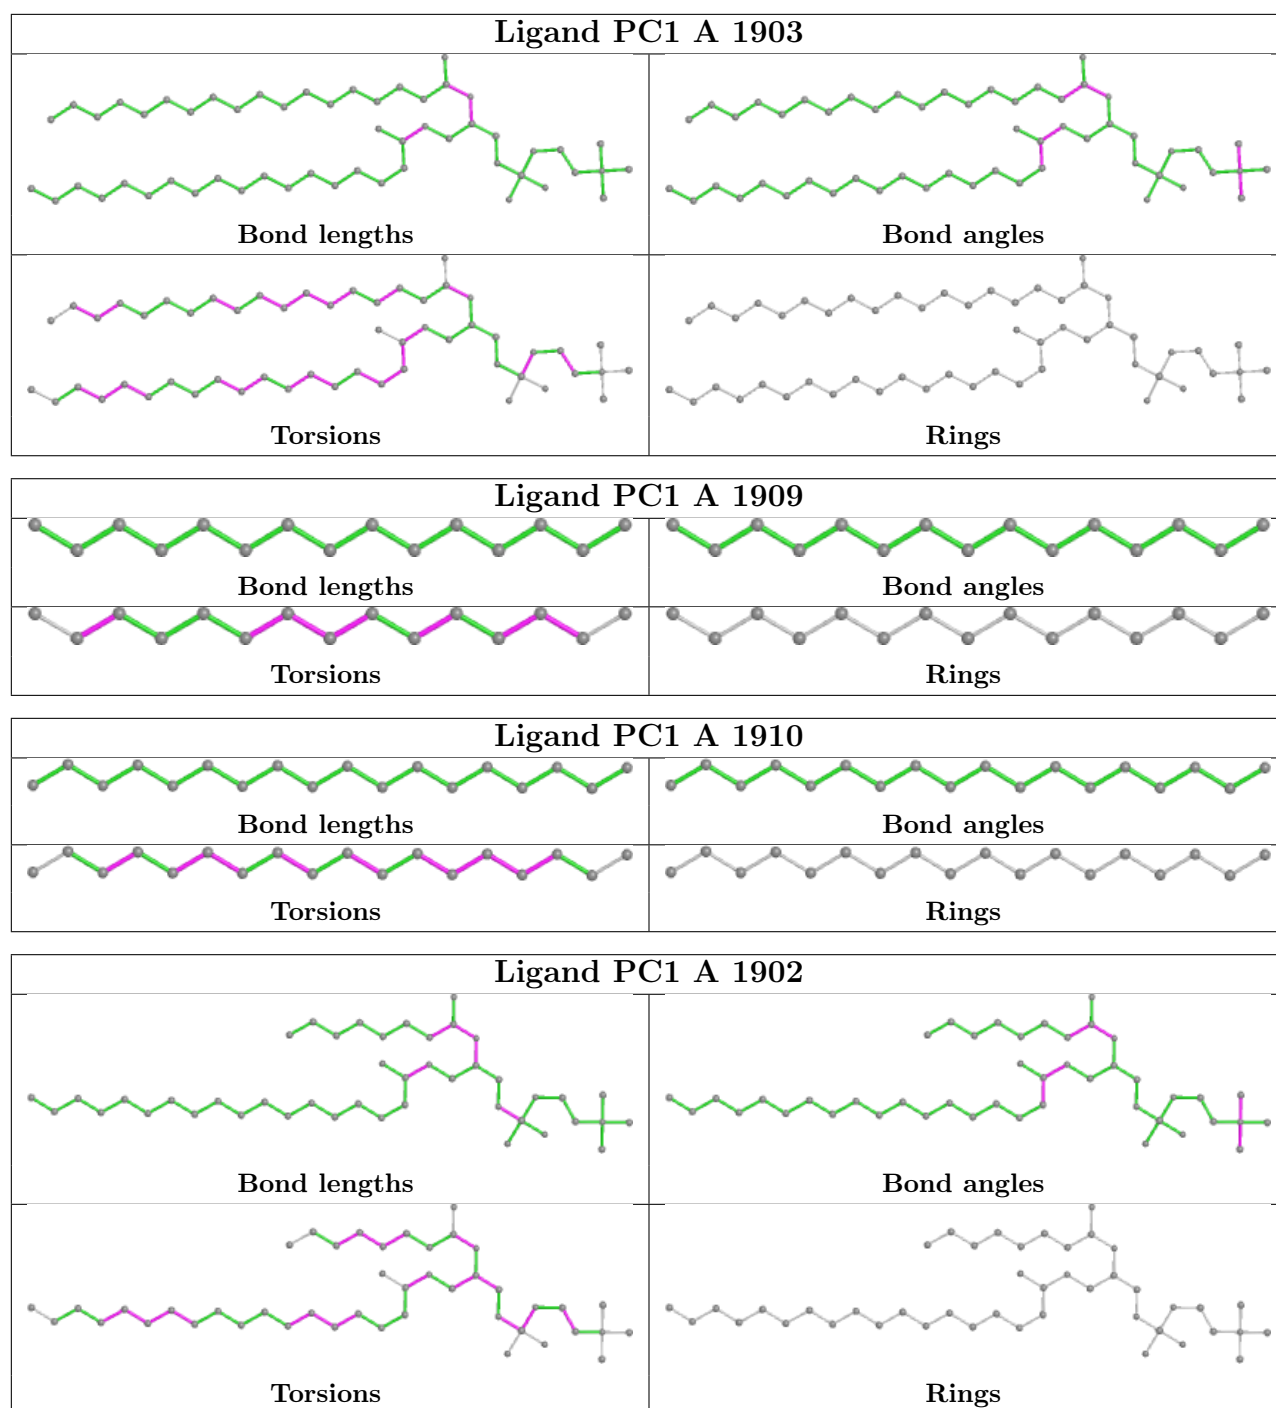 Ligand PC1 A 1903
Bond lengths
Bond angles
Torsions
Rings
Ligand PC1 A 1909
Bond lengths
Bond angles
Torsions
Rings
Ligand PC1 A 1910
Bond lengths
Bond angles
Torsions
Rings
Ligand PC1 A 1902
Bond lengths
Bond angles
Torsions
Rings